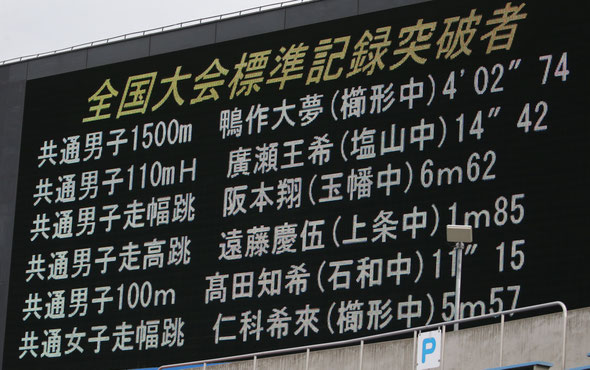 全国大会標準記録突破者
共通男子1500m 鴨作大夢(櫛形中)4'02" 74
共通男子110mH 廣瀬王希(塩山中)14" 42
共通男子走幅跳 阪本翔(玉幡中)6m62
共通男子走高跳 遠藤慶伍(上条中)1m85
共通男子100m 髙田知希(石和中)11" 15
共通女子走幅跳 仁科希來(櫛形中)5m57
P